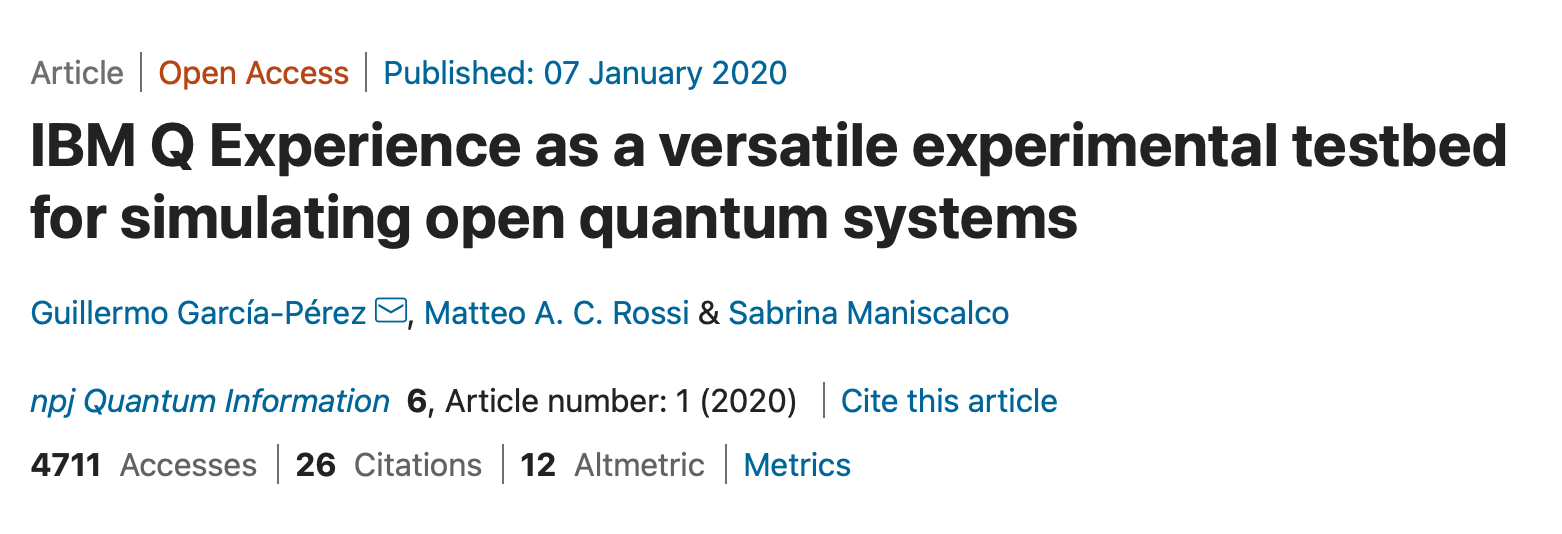 Article | Open Access | Published: 07 January 2020
IBM Q Experience as a versatile experimental testbed
for simulating open quantum systems
Guillermo García-Pérez, Matteo A. C. Rossi & Sabrina Maniscalco
npj Quantum Information 6, Article number: 1 (2020) | Cite this article
4711 Accesses | 26 Citations | 12 Altmetric | Metrics